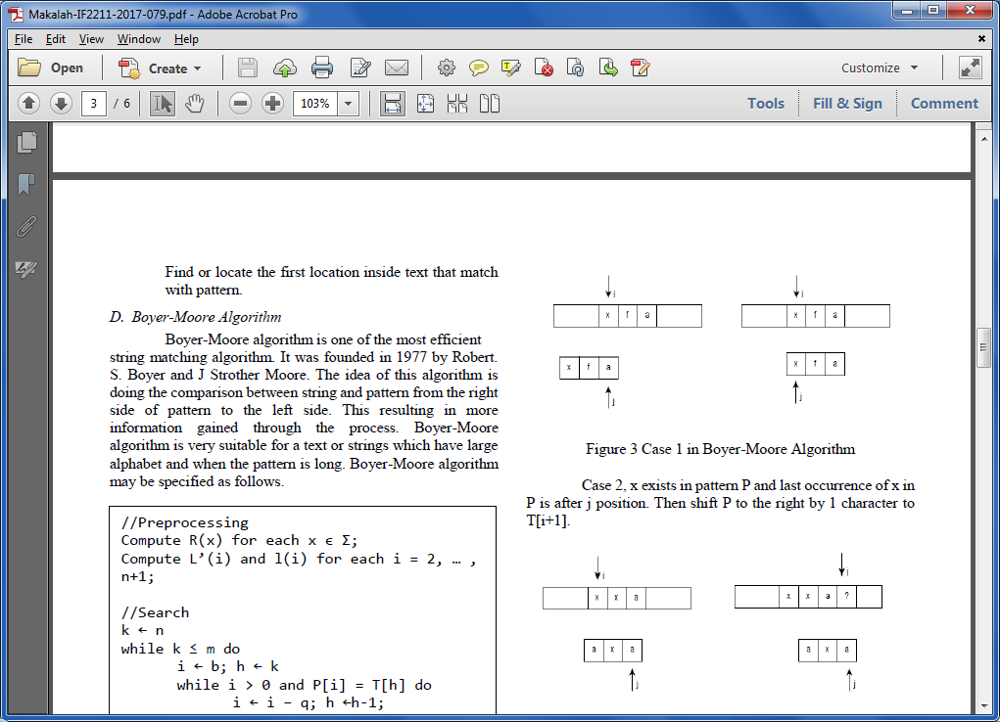 Makalah-IF2211-2017-079.pdf - Adobe Acrobat Pro
File Edit View Window Help
Open Create Customize
3 / 6 103% Tools Fill & Sign Comment
Find or locate the first location inside text that match
with pattern.
D. Boyer-Moore Algorithm
Boyer-Moore algorithm is one of the most efficient
string matching algorithm. It was founded in 1977 by Robert.
S. Boyer and J Strother Moore. The idea of this algorithm is
doing the comparison between string and pattern from the right
side of pattern to the left side. This resulting in more
information gained through the process. Boyer-Moore
algorithm is very suitable for a text or strings which have large
alphabet and when the pattern is long. Boyer-Moore algorithm
may be specified as follows.
//Preprocessing
Compute R(x) for each x ϵ Σ;
Compute L’(i) and l(i) for each i = 2, … ,
n+1;
//Search
k ← n
while k ≤ m do
i ← b; h ← k
while i > 0 and P[i] = T[h] do
i ← i – q; h ←h-1;
i i
x f a x f a
x f a x f a
j j
Figure 3 Case 1 in Boyer-Moore Algorithm
Case 2, x exists in pattern P and last occurrence of x in
P is after j position. Then shift P to the right by 1 character to
T[i+1].
i i
x x a x x a ?
a x a a x a
j j